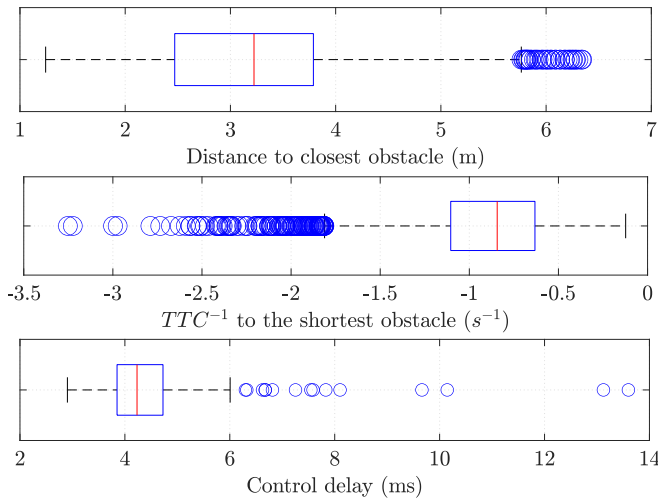 1 2 3 4 5 6 7
Distance to closest obstacle (m)
-3.5 -3 -2.5 -2 -1.5 -1 -0.5 0
TTC⁻¹ to the shortest obstacle (s⁻¹)
2 4 6 8 10 12 14
Control delay (ms)